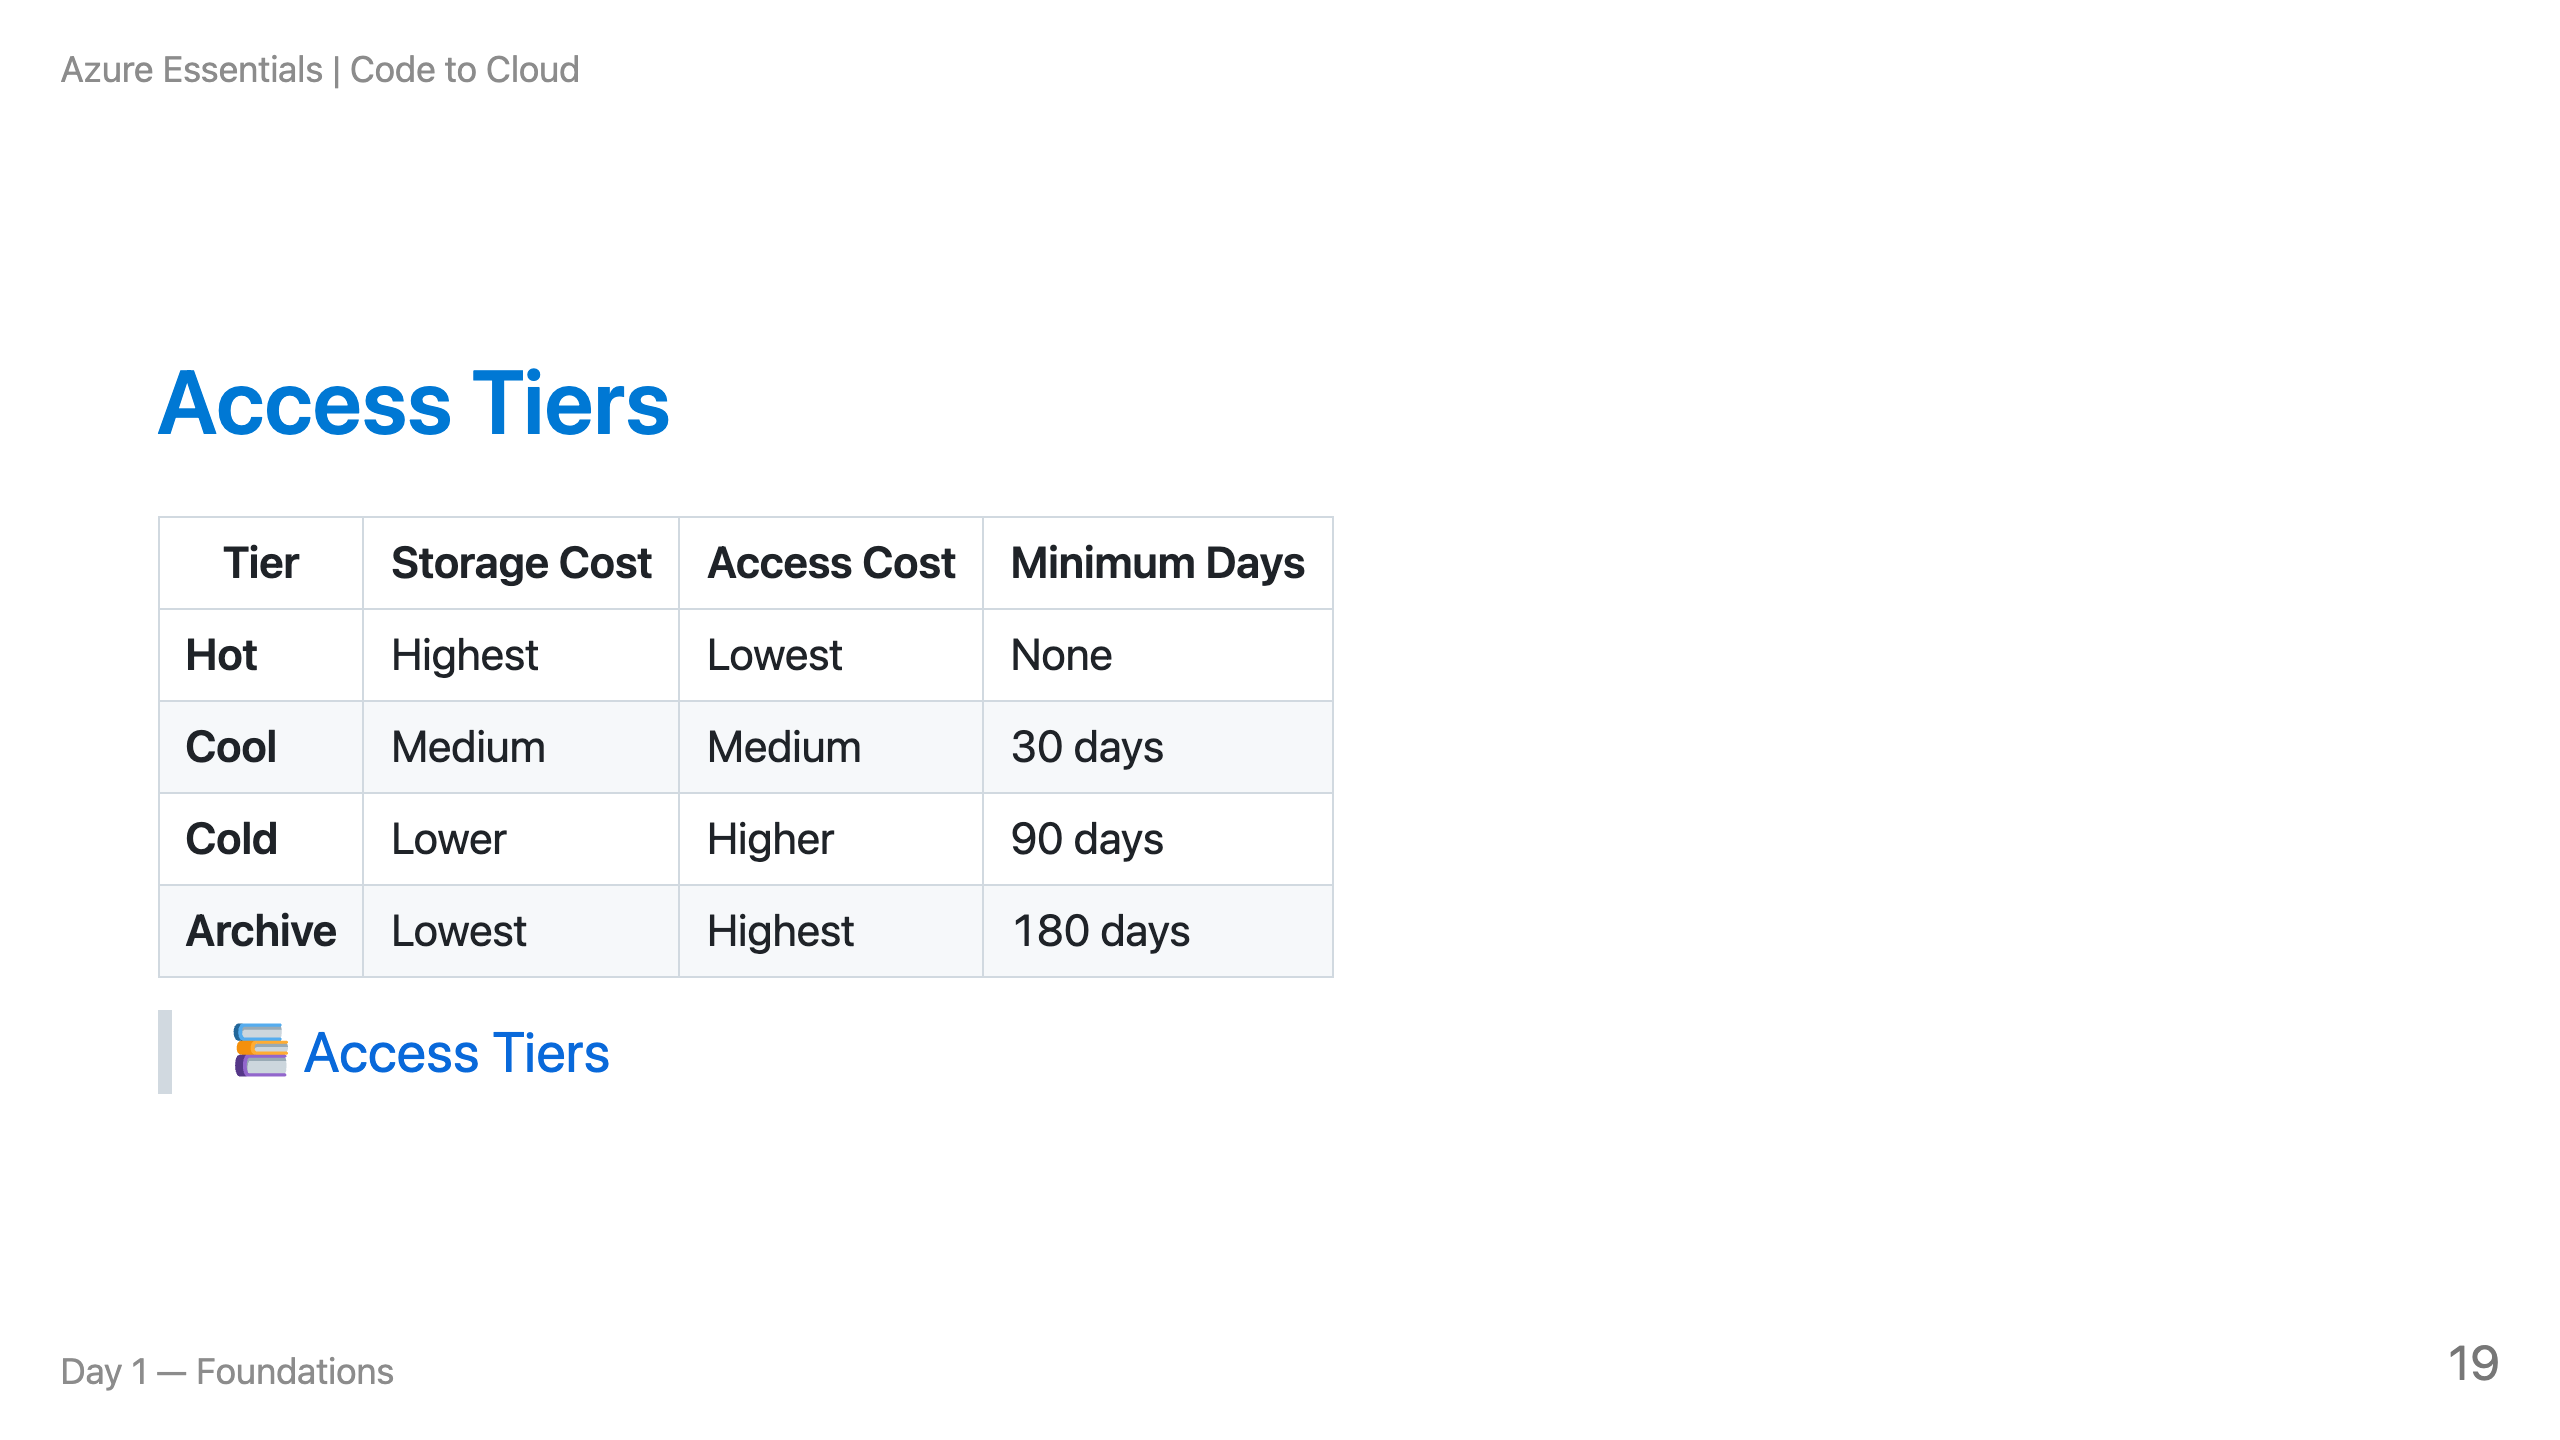 Azure Essentials | Code to Cloud
Access Tiers
Tier Storage Cost Access Cost Minimum Days
Hot Highest Lowest None
Cool Medium Medium 30 days
Cold Lower Higher 90 days
Archive Lowest Highest 180 days
📚 Access Tiers
Day 1 — Foundations
19